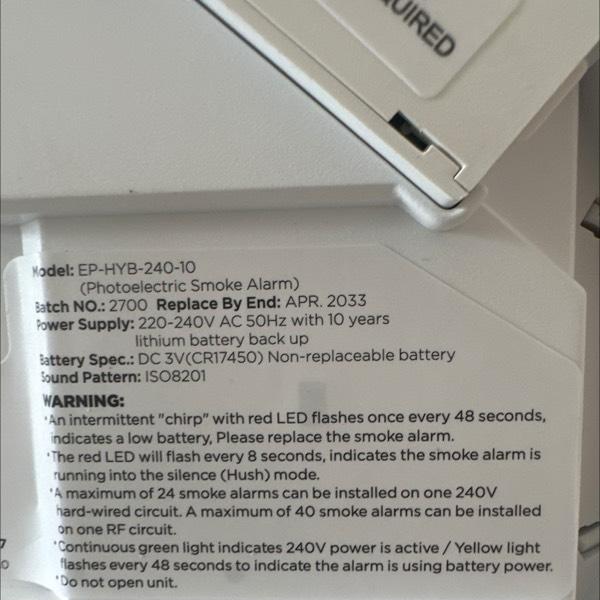 UIRED
Model: EP-HYB-240-10
(Photoelectric Smoke Alarm)
Batch NO.: 2700 Replace By End: APR. 2033
Power Supply: 220-240V AC 50Hz with 10 years
lithium battery back up
Battery Spec.: DC 3V(CR17450) Non-replaceable battery
Sound Pattern: ISO8201
WARNING:
*An intermittent "chirp" with red LED flashes once every 48 seconds,
indicates a low battery, Please replace the smoke alarm.
*The red LED will flash every 8 seconds, indicates the smoke alarm is
running into the silence (Hush) mode.
*A maximum of 24 smoke alarms can be installed on one 240V
hard-wired circuit. A maximum of 40 smoke alarms can be installed
on one RF circuit.
*Continuous green light indicates 240V power is active / Yellow light
flashes every 48 seconds to indicate the alarm is using battery power.
*Do not open unit.